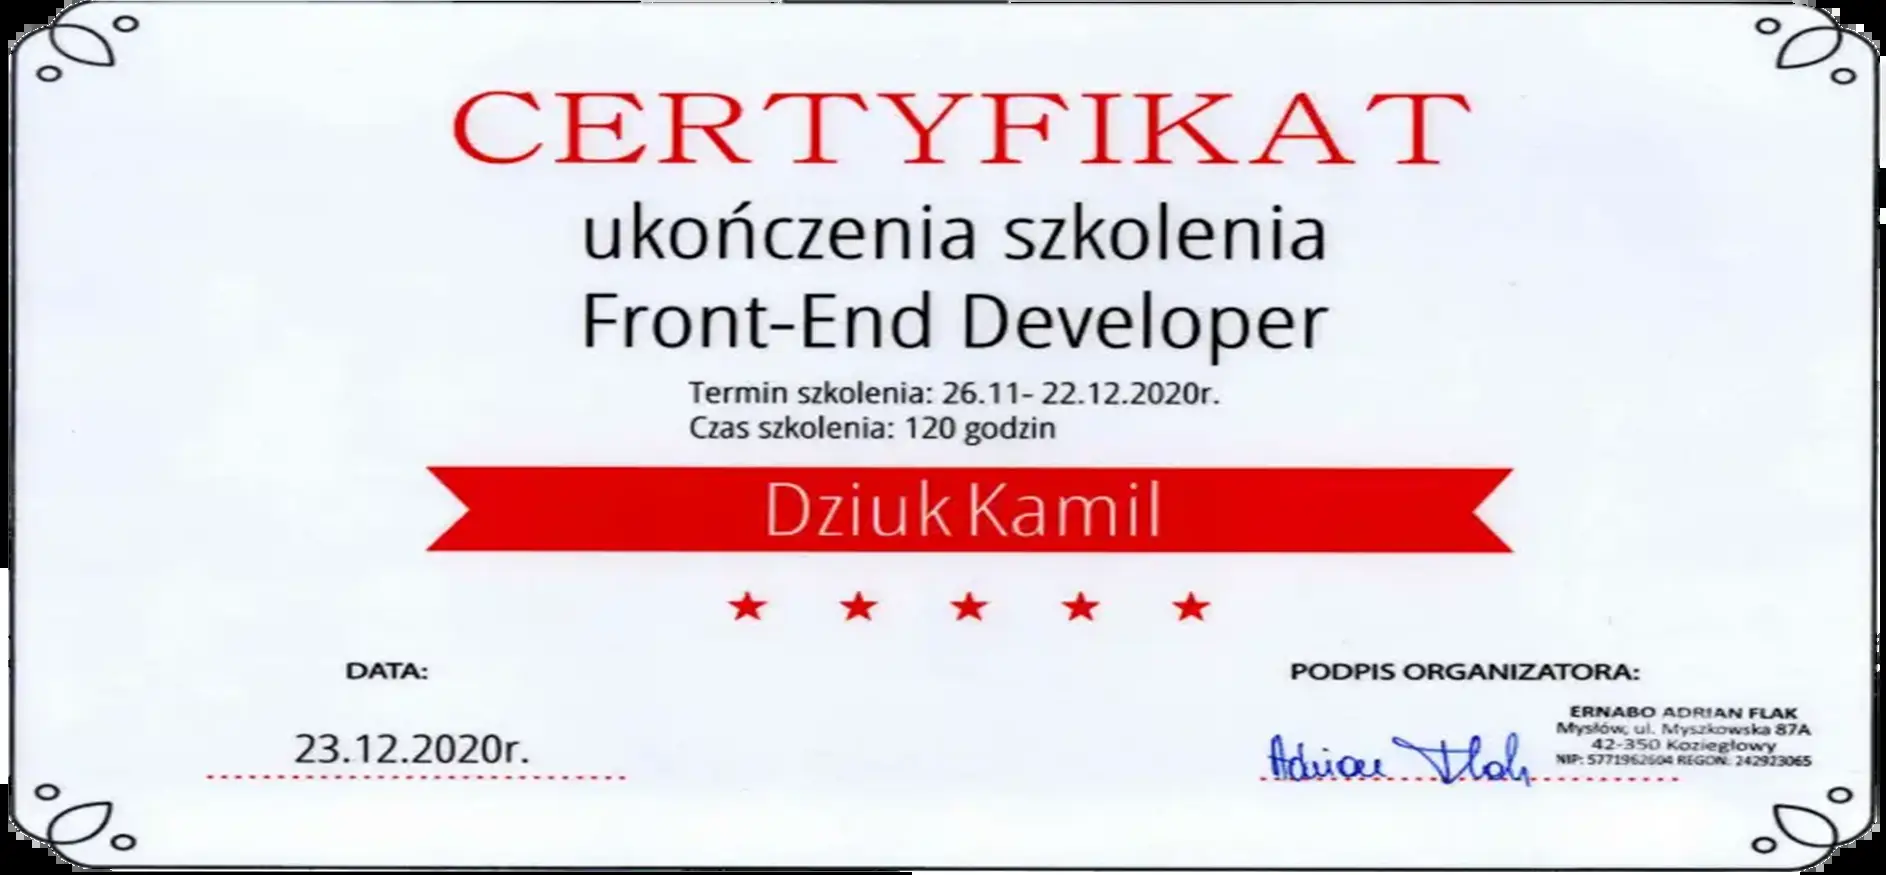 CERTYFIKAT
ukończenia szkolenia
Front-End Developer
Termin szkolenia: 26.11- 22.12.2020r.
Czas szkolenia: 120 godzin
Dziuk Kamil
DATA:
23.12.2020r.
PODPIS ORGANIZATORA:
ERNABO ADRIAN FLAK
Mysłów, ul. Myszkowska 87A
42-350 Koziegłowy
NIP: 5771962604 REGON: 242923065
Adrian Flak